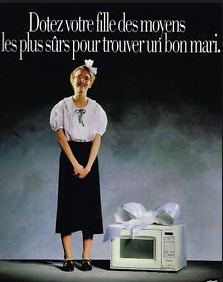 Dotez votre fille des moyens
les plus sûrs pour trouver un bon mari.